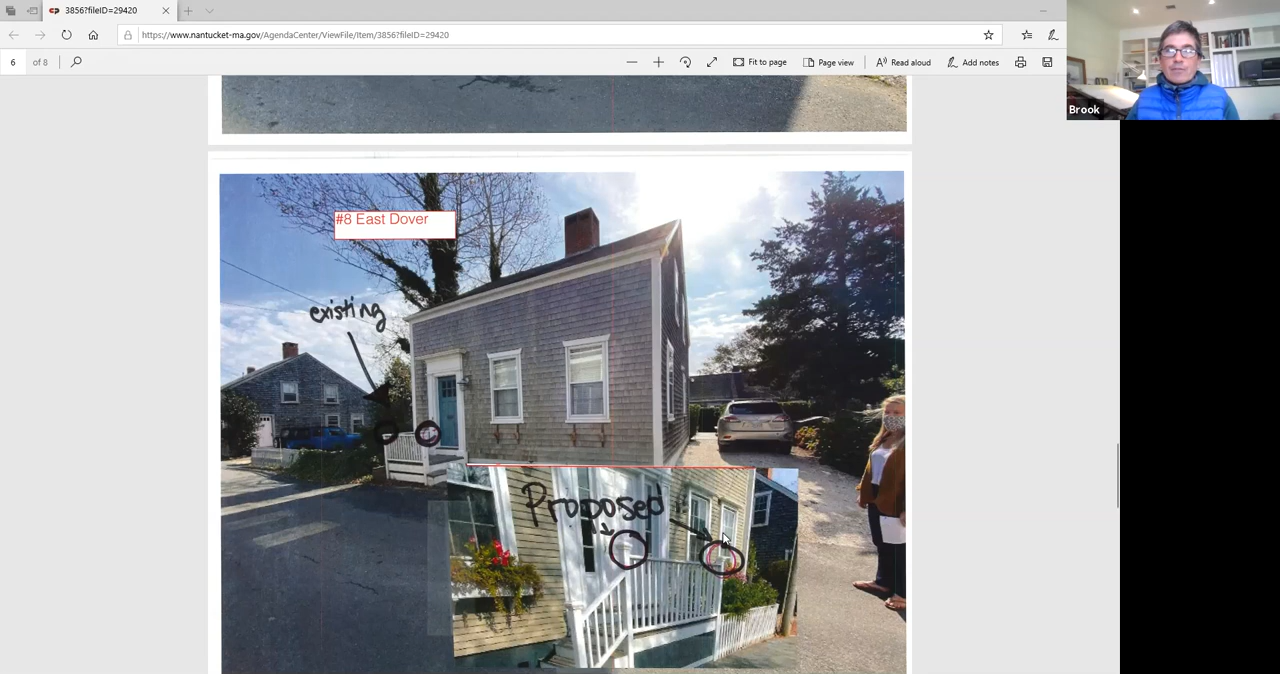 3856?fileID=29420
https://www.nantucket-ma.gov/AgendaCenter/ViewFile/Item/3856?fileID=29420
6 of 8
Fit to page
Page view
Read aloud
Add notes
Brook
#8 East Dover
existing
Proposed